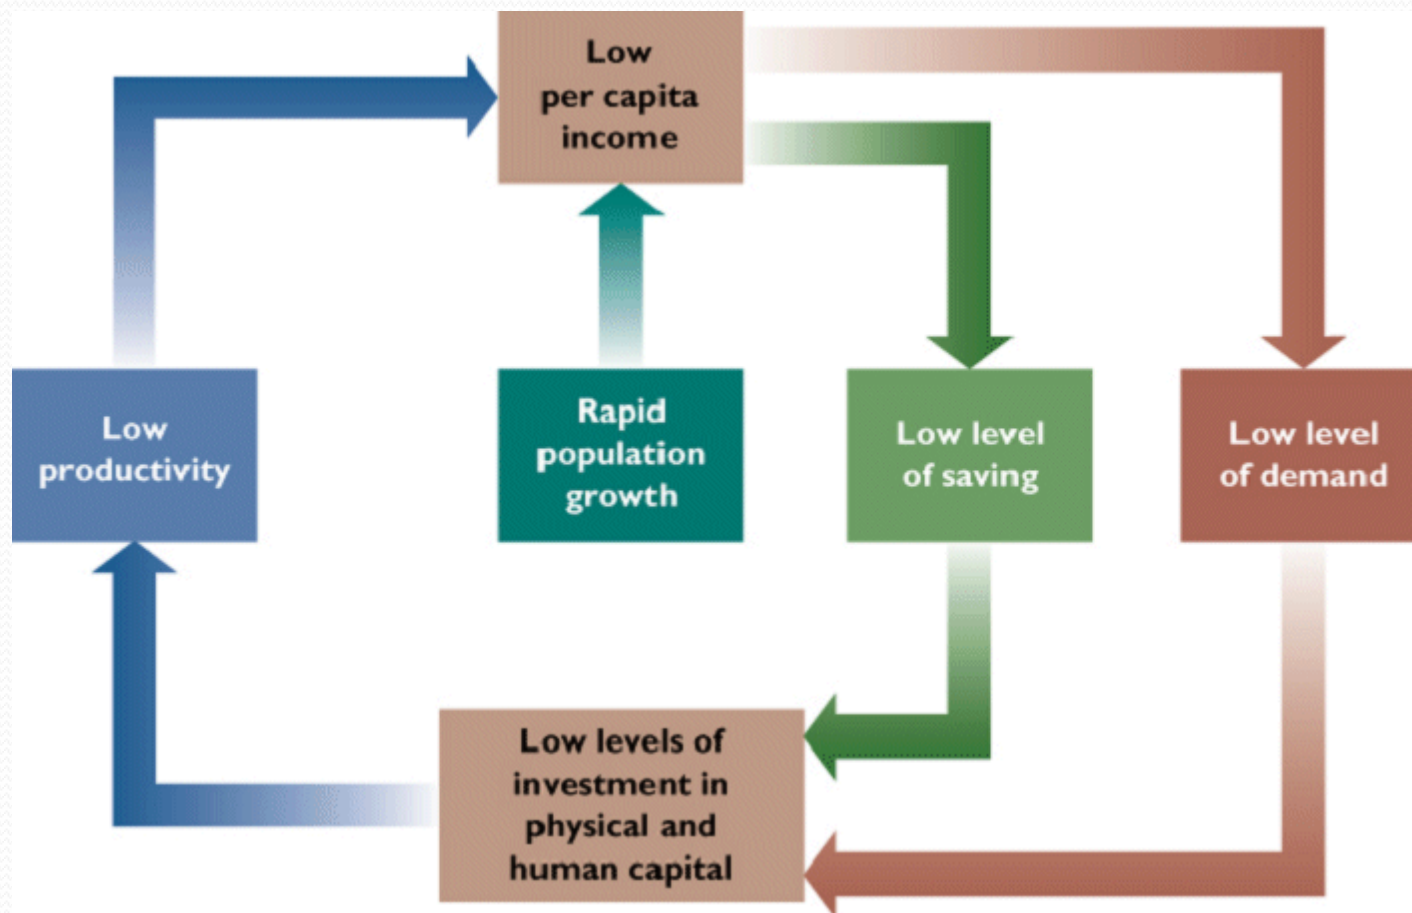 Low
per capita
income
Low
productivity
Rapid
population
growth
Low level
of saving
Low level
of demand
Low levels of
investment in
physical and
human capital